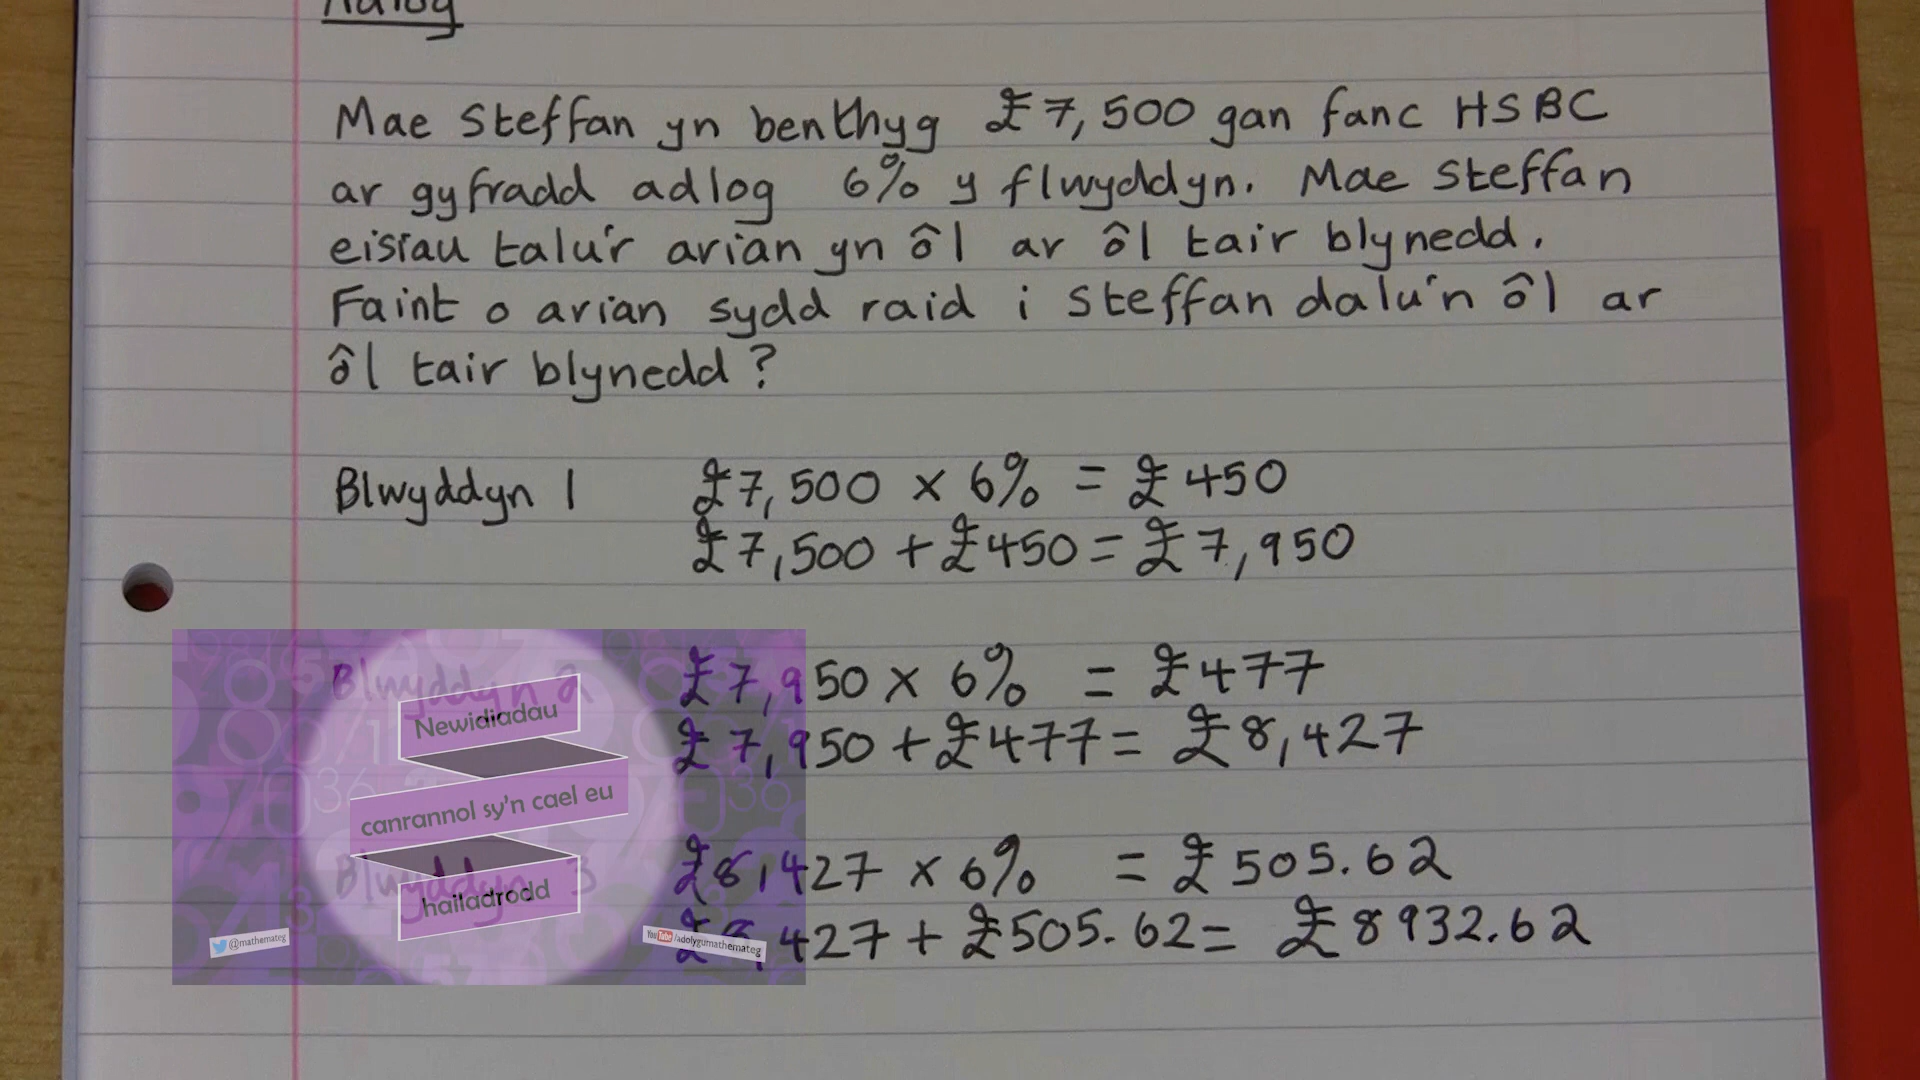 Adlog
Mae Steffan yn benthyg £7,500 gan fanc HSBC
ar gyfradd adlog 6% y flwyddyn. Mae Steffan
eisiau talu'r arian yn ôl ar ôl tair blynedd.
Faint o arian sydd raid i Steffan dalu'n ôl ar
ôl tair blynedd?
Blwyddyn 1 £7,500 x 6% = £450
£7,500 + £450 = £7,950
Blwyddyn 2 £7,950 x 6% = £477
£7,950 + £477 = £8,427
Blwyddyn 3 £8,427 x 6% = £505.62
£8,427 + £505.62 = £8932.62
Newidiadau
canrannol sy'n cael eu
hailadrodd
@mathemateg
YouTube /adolygumathemateg